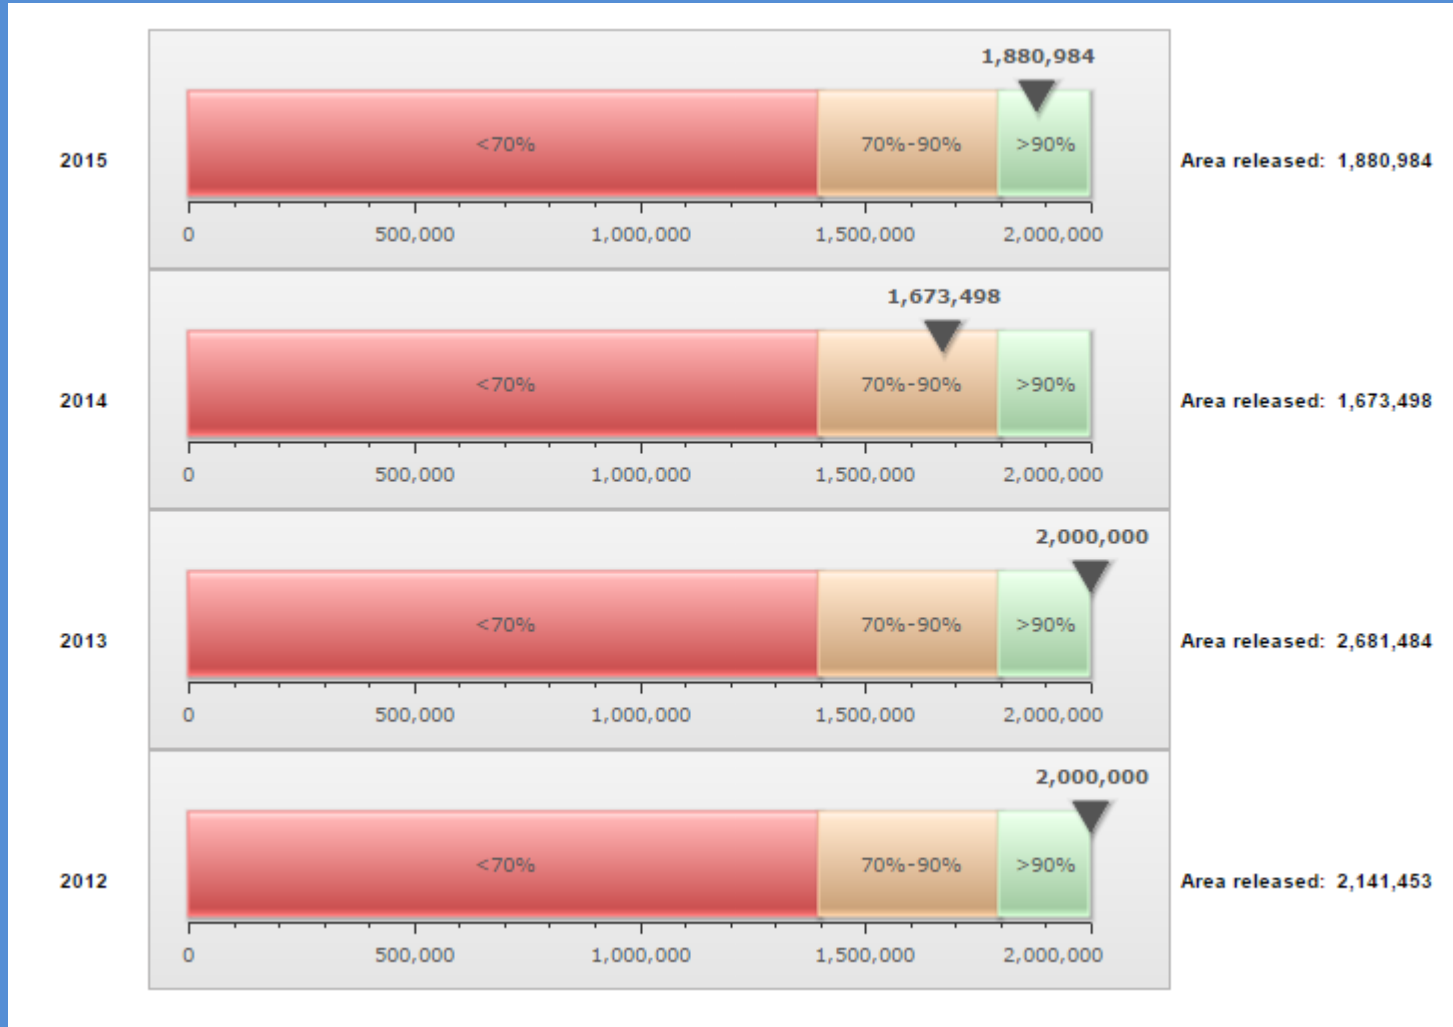 1,880,984
<70% 70%-90% >90%
2015
Area released: 1,880,984
0 500,000 1,000,000 1,500,000 2,000,000
1,673,498
<70% 70%-90% >90%
2014
Area released: 1,673,498
0 500,000 1,000,000 1,500,000 2,000,000
2,000,000
<70% 70%-90% >90%
2013
Area released: 2,681,484
0 500,000 1,000,000 1,500,000 2,000,000
2,000,000
<70% 70%-90% >90%
2012
Area released: 2,141,453
0 500,000 1,000,000 1,500,000 2,000,000